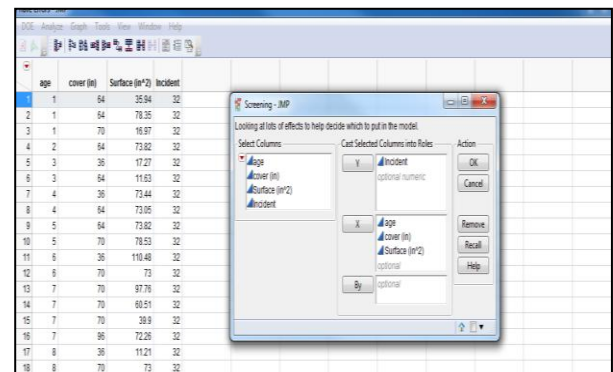 DOE Analyze Graph Tools View Window Help
age cover (in) Surface (in^2) Incident
1 1 64 35.94 32
2 1 64 78.35 32
3 1 70 16.97 32
4 2 64 73.82 32
5 3 36 17.27 32
6 3 64 11.63 32
7 4 36 73.44 32
8 4 64 73.05 32
9 5 64 73.82 32
10 5 70 78.53 32
11 6 36 110.48 32
12 6 70 73 32
13 7 70 97.76 32
14 7 70 60.51 32
15 7 70 39.9 32
16 7 96 72.26 32
17 8 36 11.21 32
18 8 70 73 32
Screening - JMP
Looking at lots of effects to help decide which to put in the model.
Select Columns
age
cover (in)
Surface (in^2)
Incident
Cast Selected Columns into Roles
Y Incident
optional numeric
X age
cover (in)
Surface (in^2)
optional
By optional
Action
OK
Cancel
Remove
Recall
Help